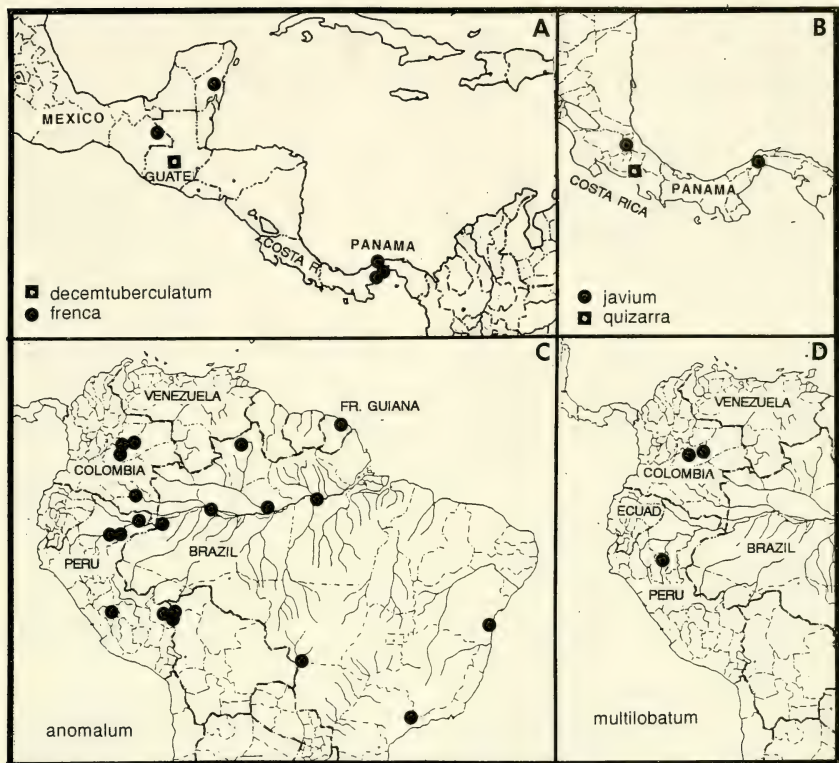 A
MEXICO
GUATE
COSTA R.
PANAMA
decemtuberculatum
frenca
B
COSTA RICA
PANAMA
javium
quizarra
C
VENEZUELA
FR. GUIANA
COLOMBIA
PERU
BRAZIL
anomalum
D
VENEZUELA
COLOMBIA
ECUAD
BRAZIL
PERU
multilobatum